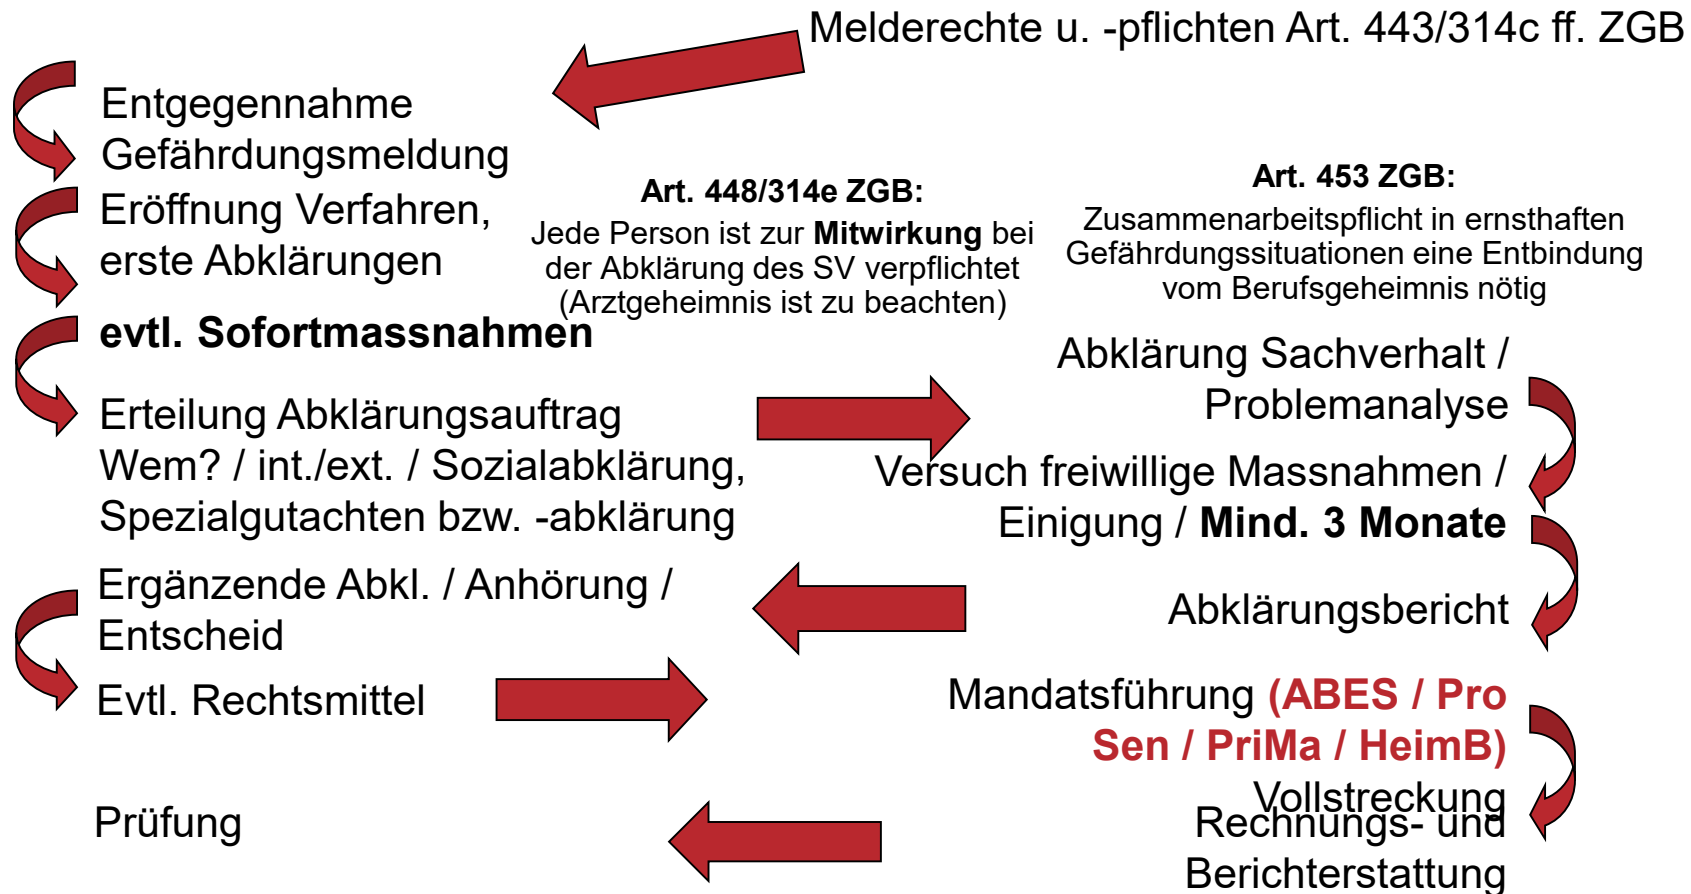 Melderechte u. -pflichten Art. 443/314c ff. ZGB
Entgegennahme
Gefährdungsmeldung
Eröffnung Verfahren,
erste Abklärungen
Art. 448/314e ZGB:
Jede Person ist zur Mitwirkung bei
der Abklärung des SV verpflichtet
(Arztgeheimnis ist zu beachten)
Art. 453 ZGB:
Zusammenarbeitspflicht in ernsthaften
Gefährdungssituationen eine Entbindung
vom Berufsgeheimnis nötig
evtl. Sofortmassnahmen
Erteilung Abklärungsauftrag
Wem? / int./ext. / Sozialabklärung,
Spezialgutachten bzw. -abklärung
Abklärung Sachverhalt /
Problemanalyse
Versuch freiwillige Massnahmen /
Einigung / Mind. 3 Monate
Abklärungsbericht
Ergänzende Abkl. / Anhörung /
Entscheid
Evtl. Rechtsmittel
Mandatsführung (ABES / Pro
Sen / PriMa / HeimB)
Vollstreckung
Rechnungs- und
Berichterstattung
Prüfung